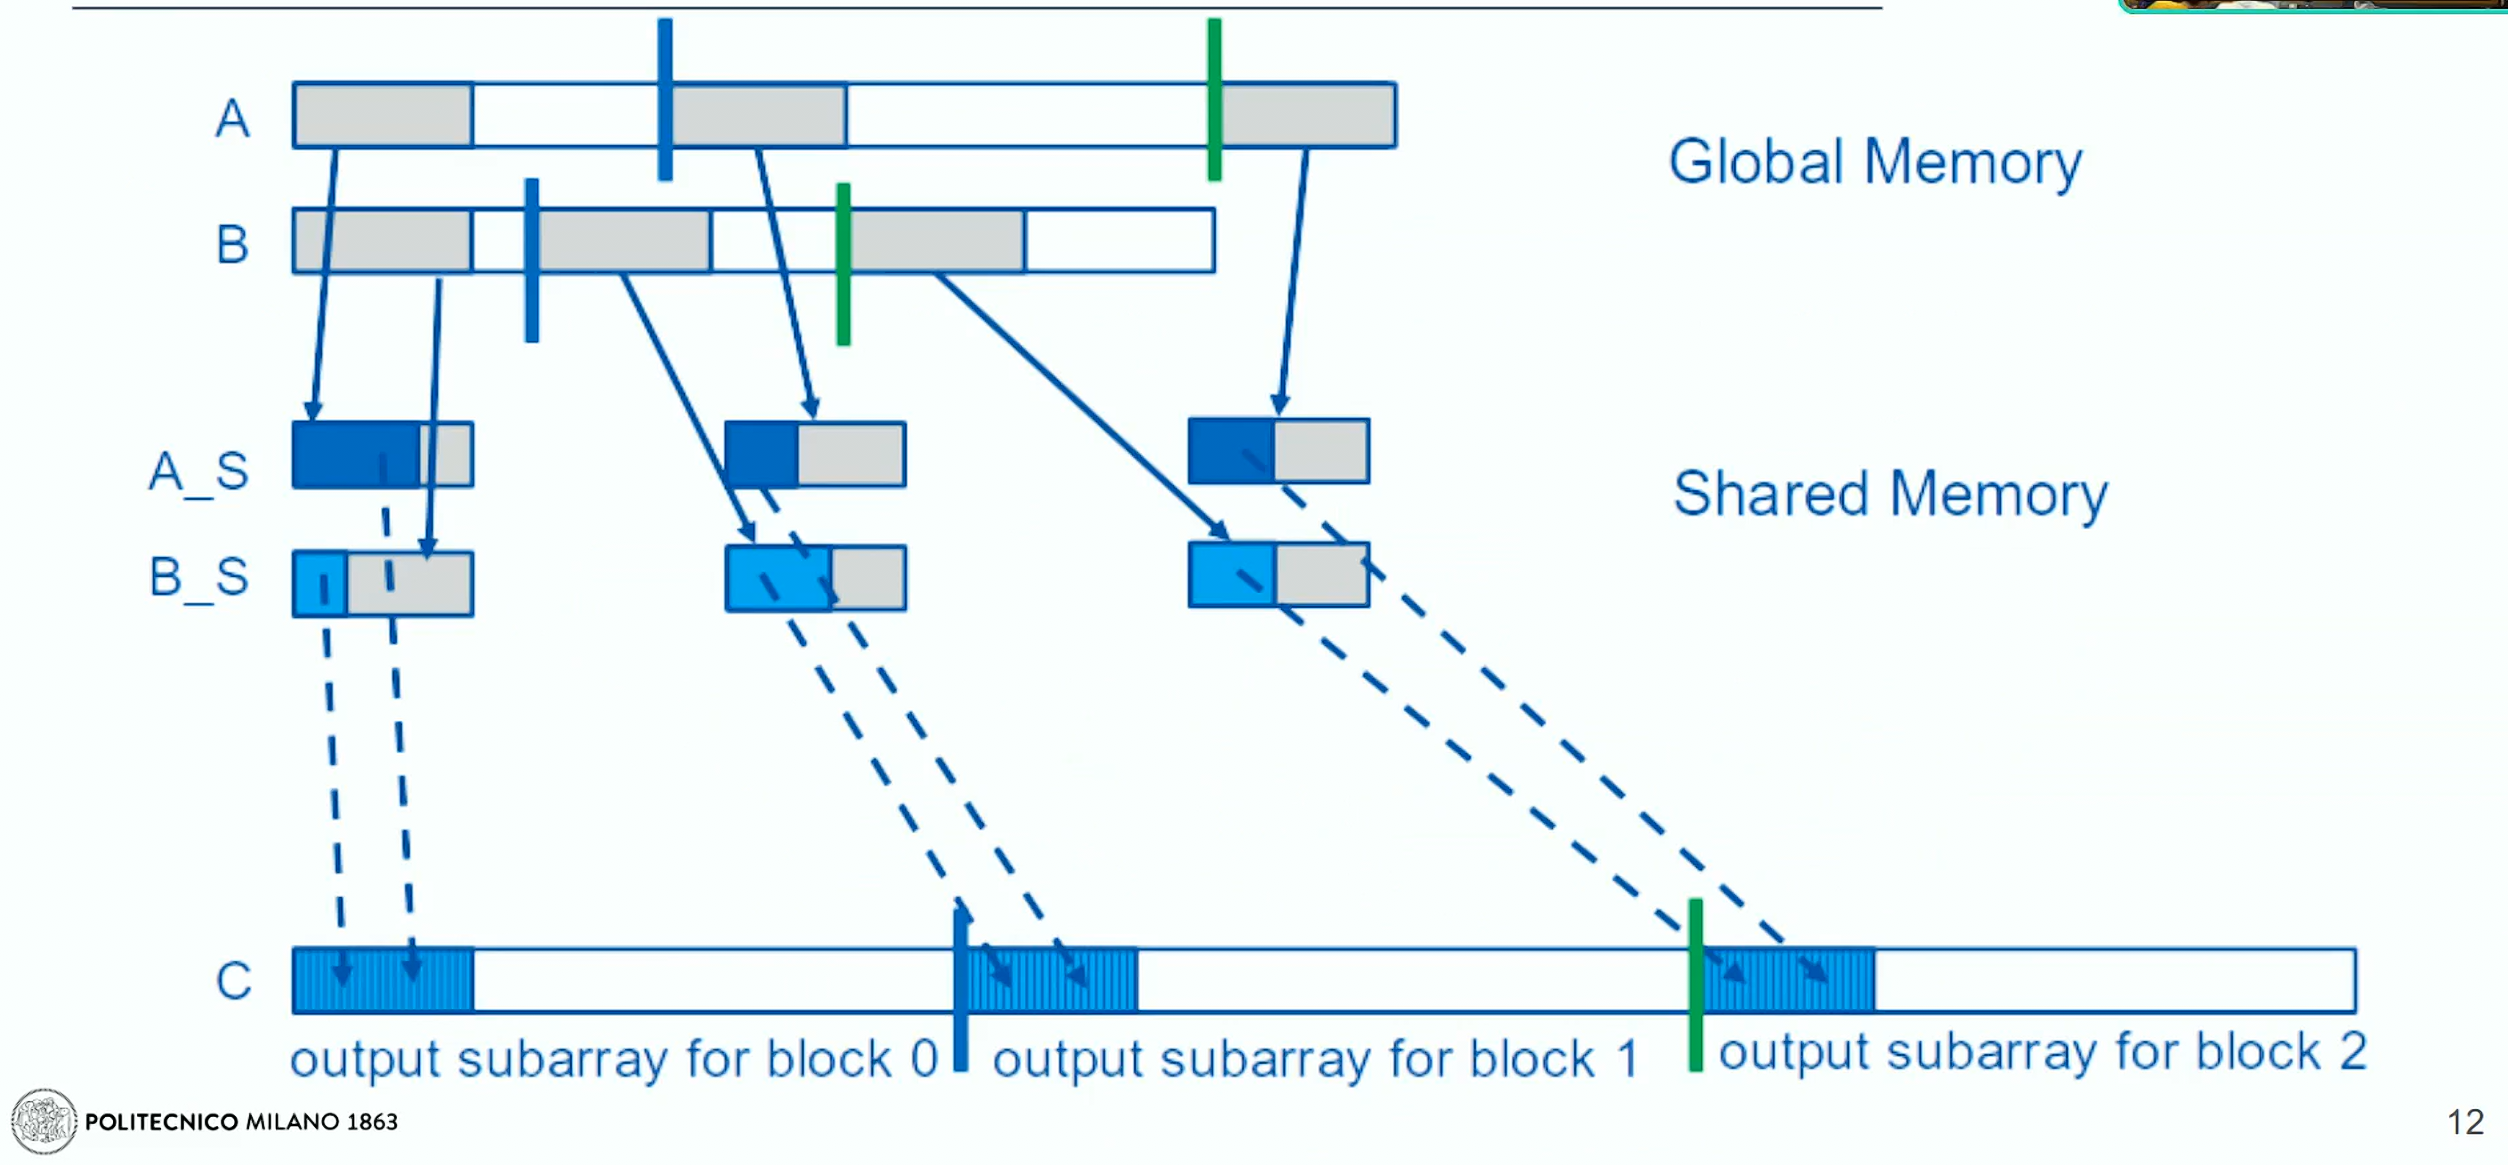 A
Global Memory
B
A_S
Shared Memory
B_S
C
output subarray for block 0
output subarray for block 1
output subarray for block 2
POLITECNICO MILANO 1863
12